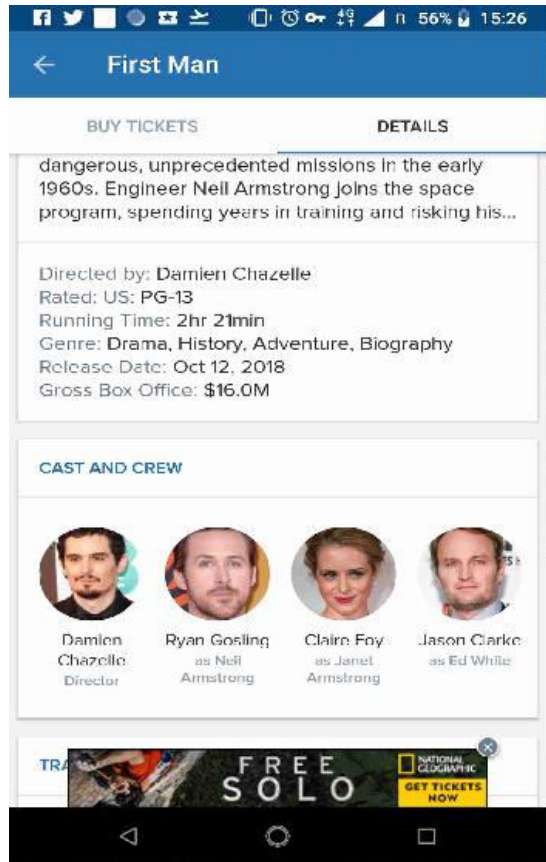 56% 15:26
First Man
BUY TICKETS DETAILS
dangerous, unprecedented missions in the early
1960s. Engineer Neil Armstrong joins the space
program, spending years in training and risking his...
Directed by: Damien Chazelle
Rated: US: PG-13
Running Time: 2hr 21min
Genre: Drama, History, Adventure, Biography
Release Date: Oct 12, 2018
Gross Box Office: $16.0M
CAST AND CREW
Damien
Chazelle
Director
Ryan Gosling
as Neil
Armstrong
Claire Foy
as Janet
Armstrong
Jason Clarke
as Ed White
TRA
FREE
SOLO
NATIONAL
GEOGRAPHIC
GET TICKETS
NOW